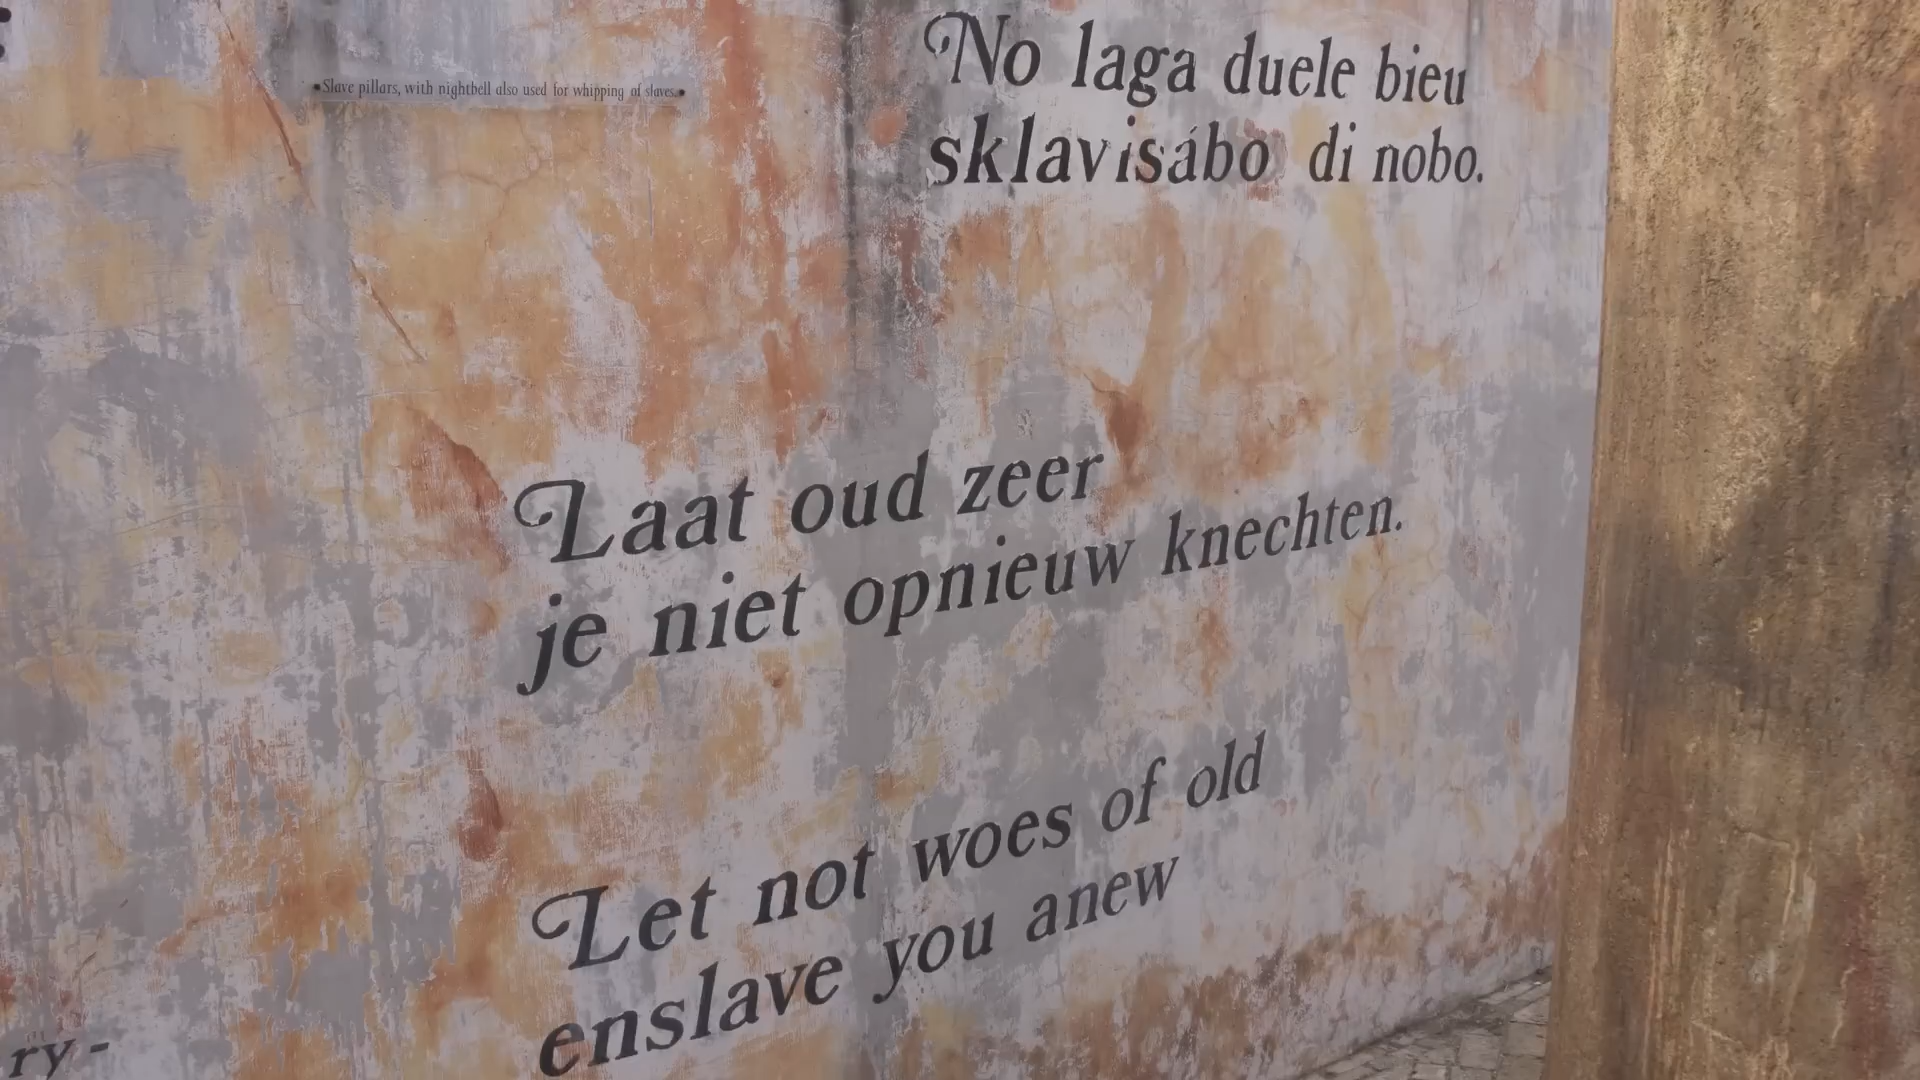 •Slave pillars, with nightbell also used for whipping of slaves.•
No laga duele bieu
sklavisábo di nobo.
Laat oud zeer
je niet opnieuw knechten.
Let not woes of old
enslave you anew
ry -